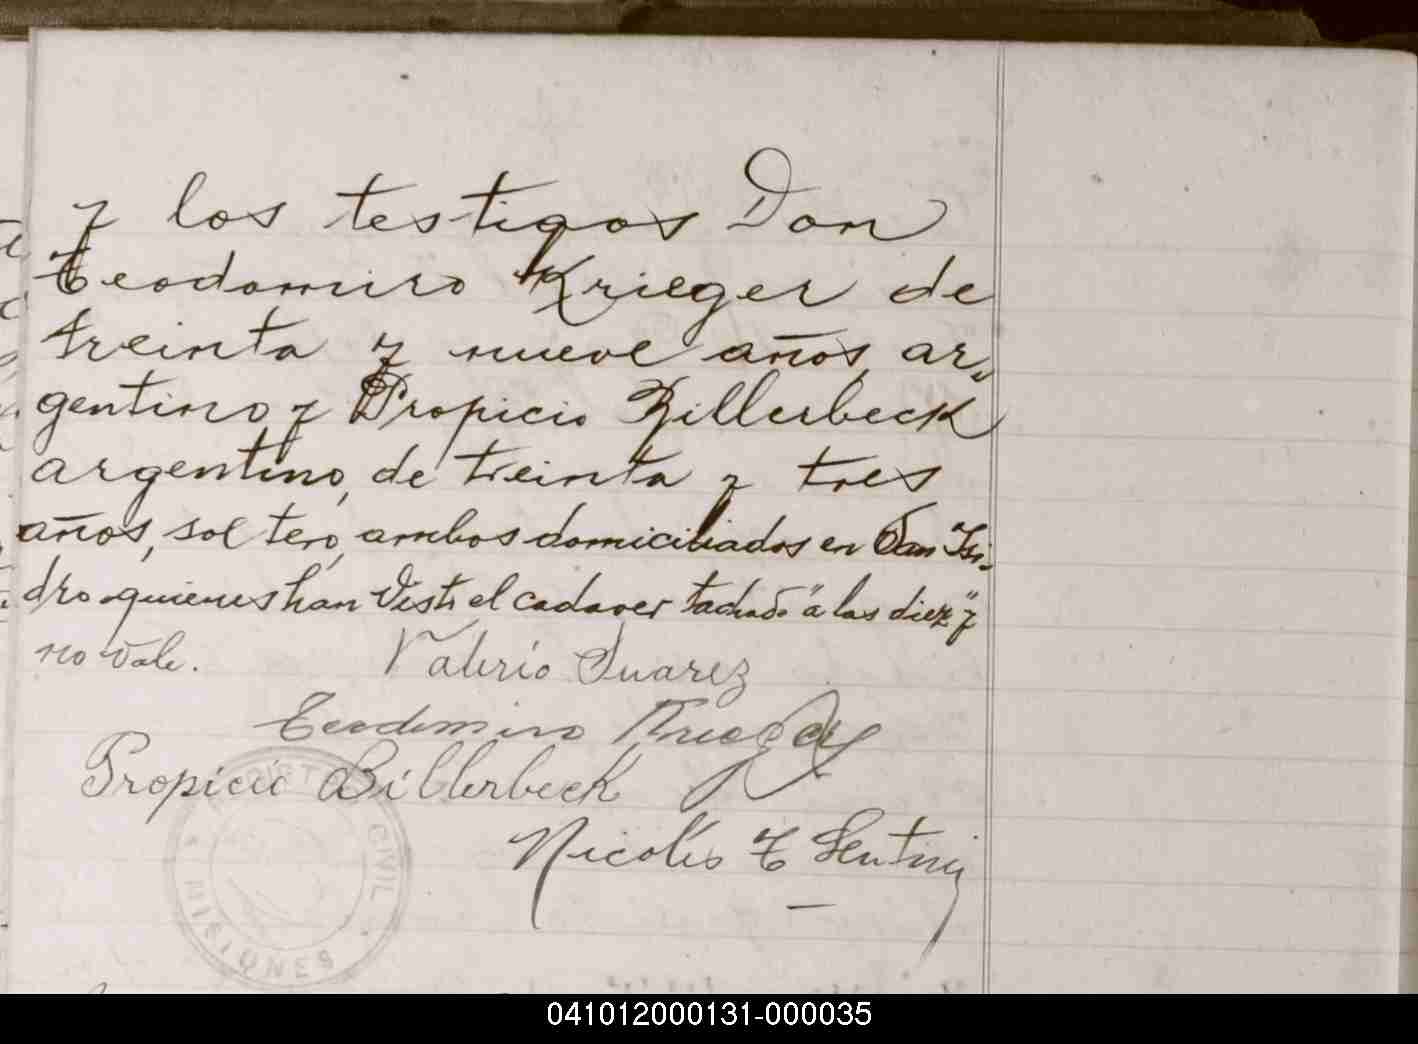 y los testigos Don
Teodomiro Krieger de
treinta y nueve años, ar-
gentino y Propicio Billerbeck
argentino, de treinta y tres
años, soltero, ambos domiciliados en San Isi-
dro quienes han visto el cadaver tachado "a las diez" y
no vale. Valerio Suarez
Teodomiro Krieger
Propicio Billerbeck
Nicolás T
REGISTRO CIVIL
MISIONES
041012000131-000035